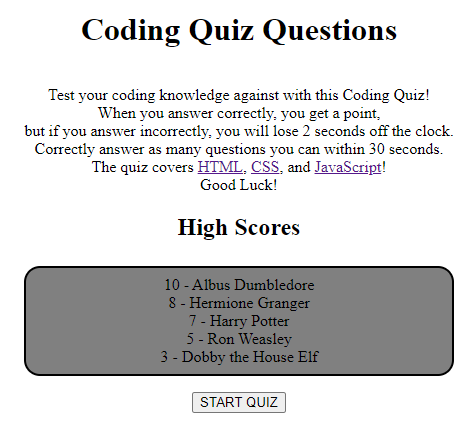 Coding Quiz Questions
Test your coding knowledge against with this Coding Quiz!
When you answer correctly, you get a point,
but if you answer incorrectly, you will lose 2 seconds off the clock.
Correctly answer as many questions you can within 30 seconds.
The quiz covers HTML, CSS, and JavaScript!
Good Luck!
High Scores
10 - Albus Dumbledore
8 - Hermione Granger
7 - Harry Potter
5 - Ron Weasley
3 - Dobby the House Elf
START QUIZ